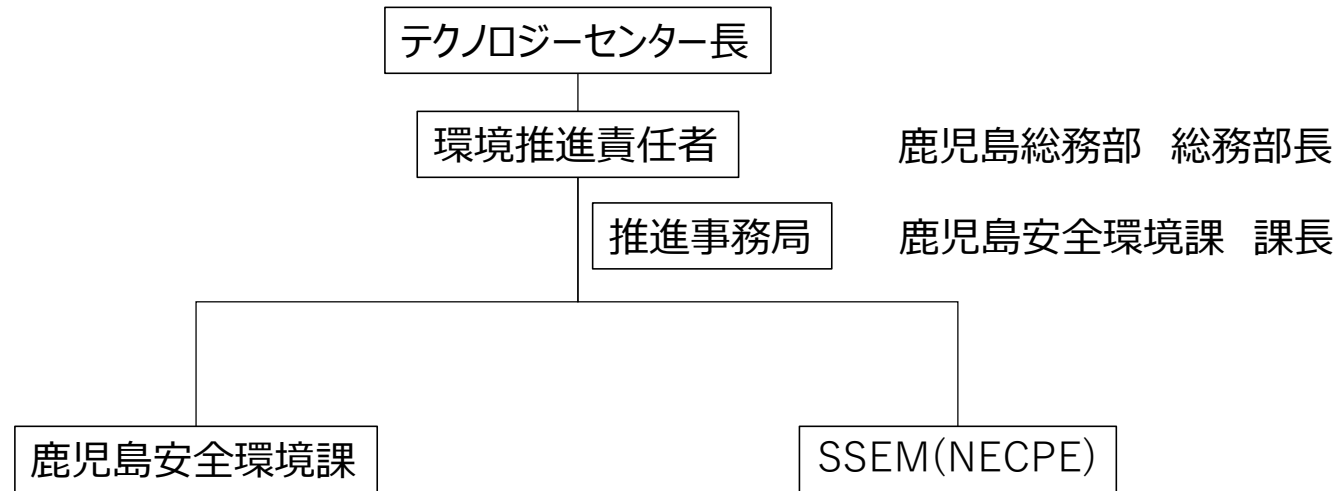 テクノロジーセンター長
環境推進責任者 鹿児島総務部 総務部長
推進事務局 鹿児島安全環境課 課長
鹿児島安全環境課 SSEM(NECPE)